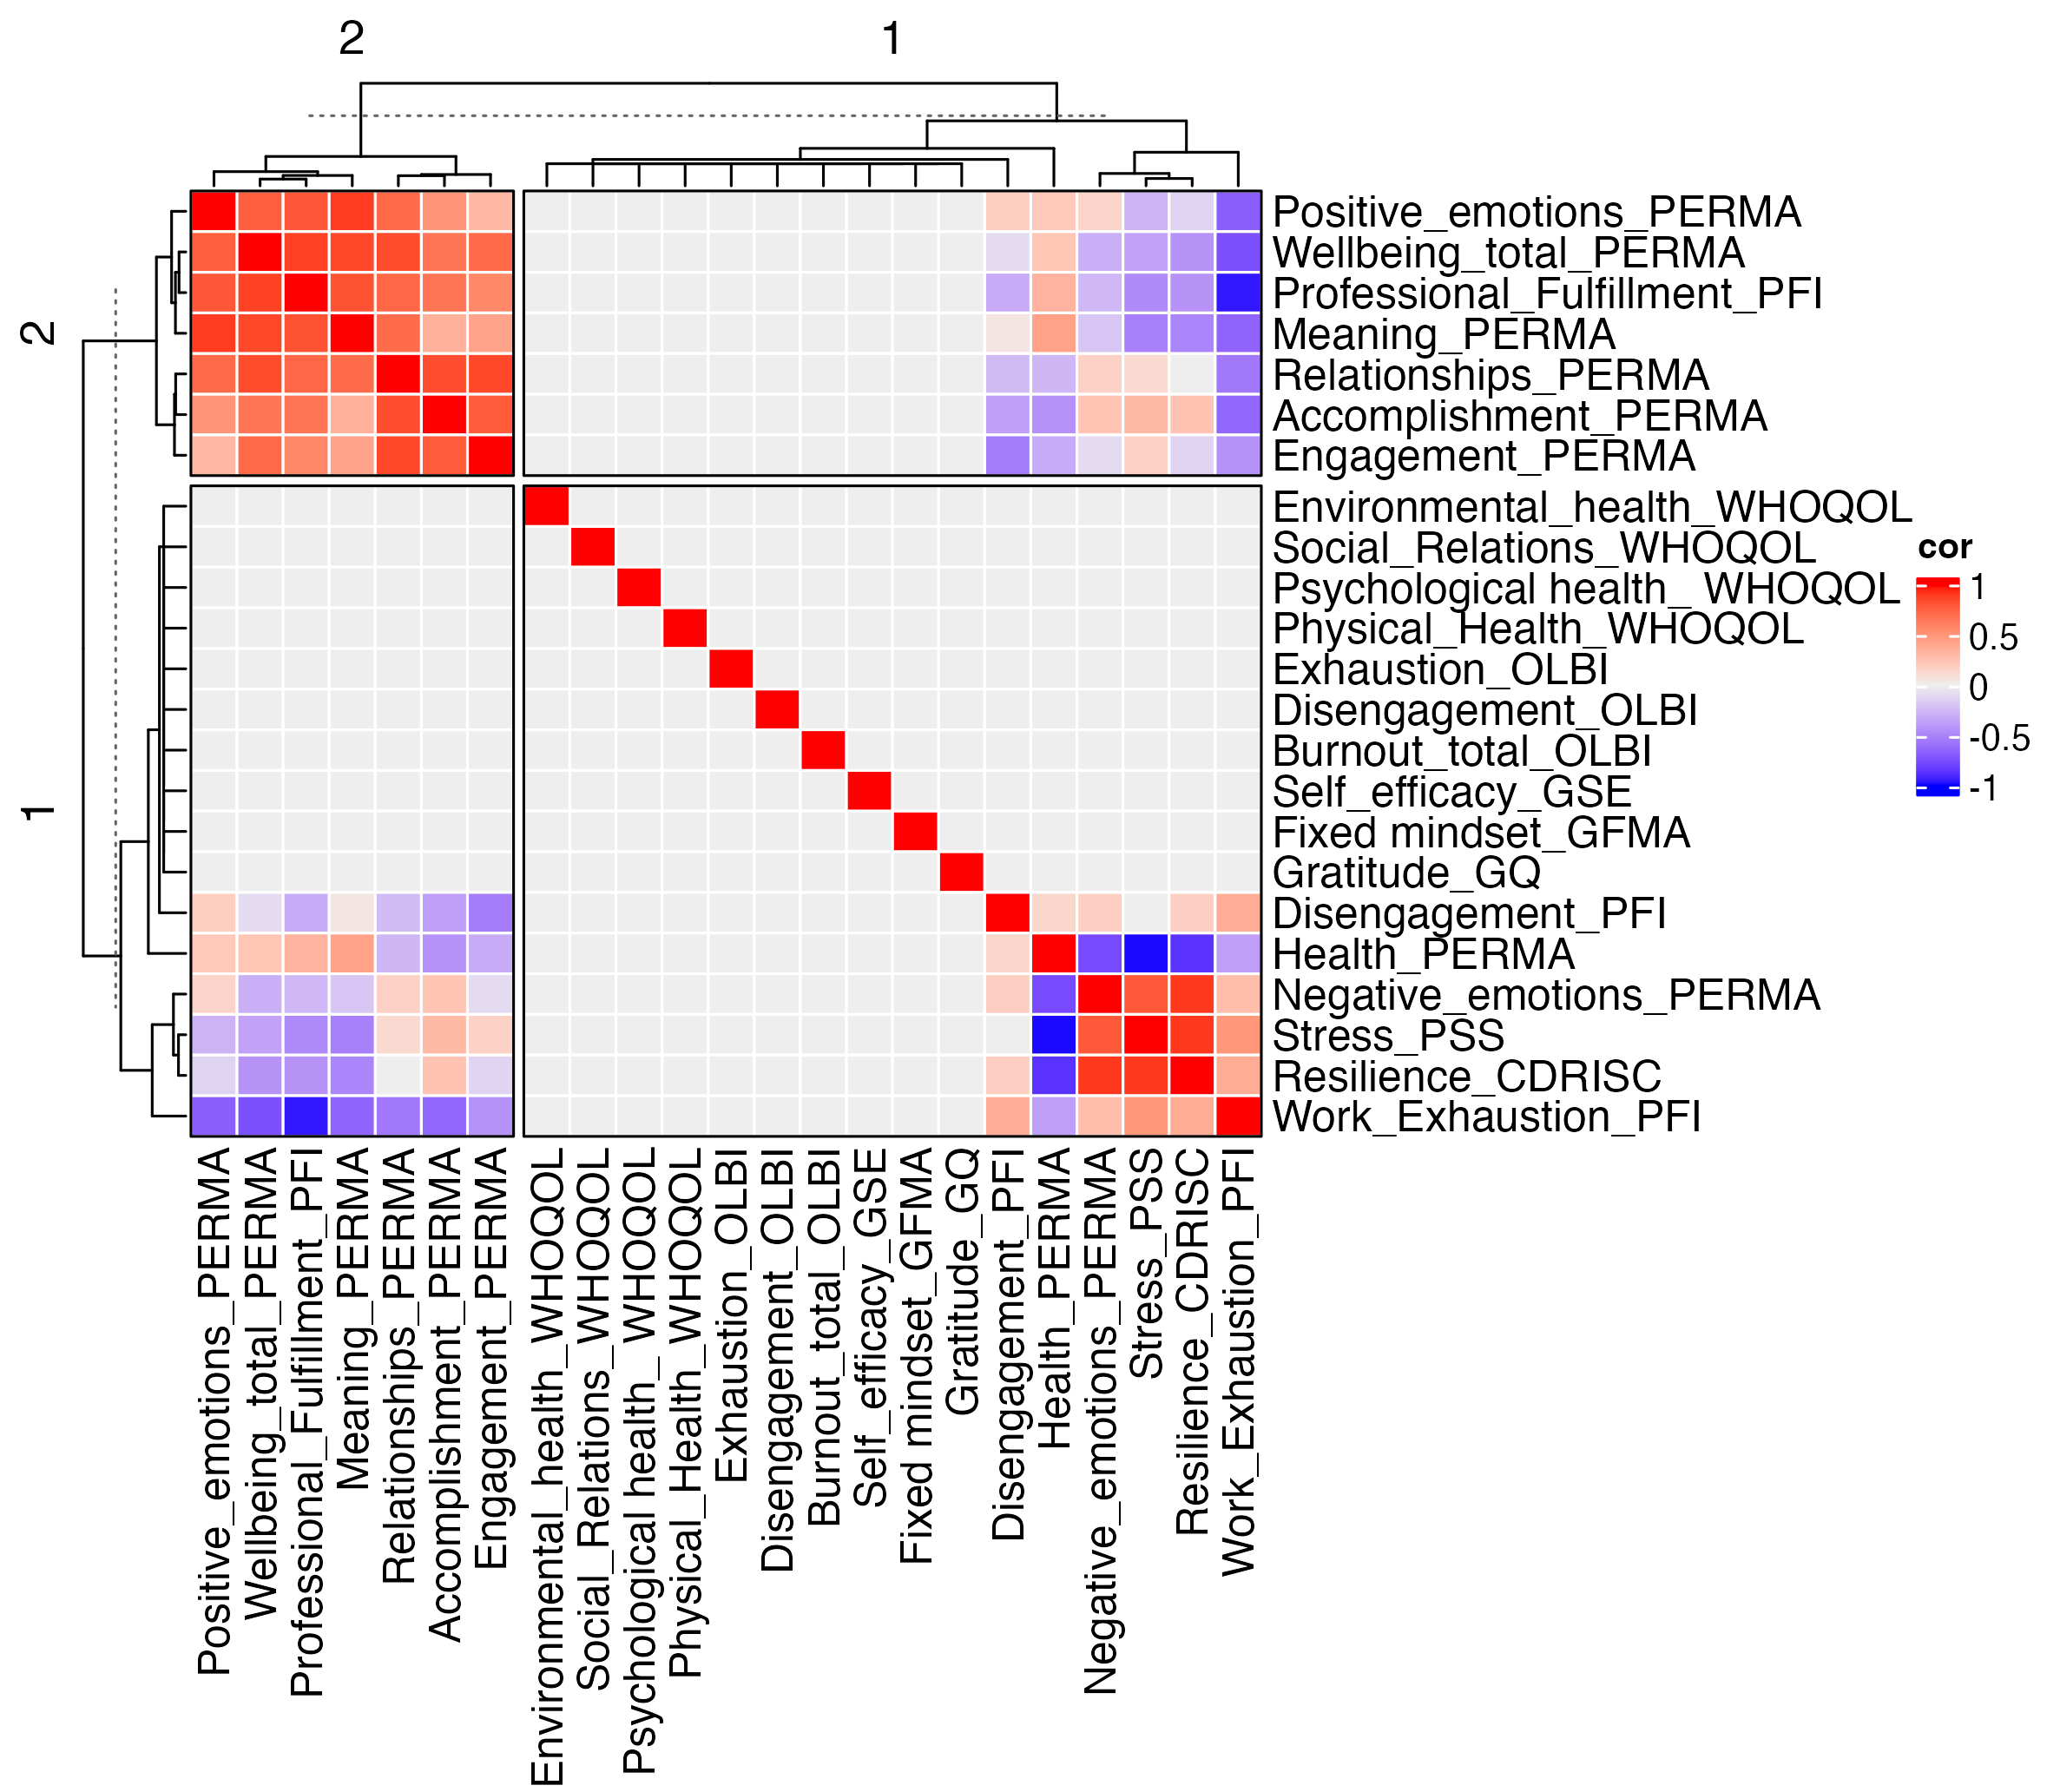 2
1
2
1
Positive_emotions_PERMA
Wellbeing_total_PERMA
Professional_Fulfillment_PFI
Meaning_PERMA
Relationships_PERMA
Accomplishment_PERMA
Engagement_PERMA
Environmental_health_WHOQOL
Social_Relations_WHOQOL
Psychological health_ WHOQOL
Physical_Health_WHOQOL
Exhaustion_OLBI
Disengagement_OLBI
Burnout_total_OLBI
Self_efficacy_GSE
Fixed mindset_GFMA
Gratitude_GQ
Disengagement_PFI
Health_PERMA
Negative_emotions_PERMA
Stress_PSS
Resilience_CDRISC
Work_Exhaustion_PFI
cor
1
0.5
0
-0.5
-1
Positive_emotions_PERMA
Wellbeing_total_PERMA
Professional_Fulfillment_PFI
Meaning_PERMA
Relationships_PERMA
Accomplishment_PERMA
Engagement_PERMA
Environmental_health_WHOQOL
Social_Relations_WHOQOL
Psychological health_ WHOQOL
Physical_Health_WHOQOL
Exhaustion_OLBI
Disengagement_OLBI
Burnout_total_OLBI
Self_efficacy_GSE
Fixed mindset_GFMA
Gratitude_GQ
Disengagement_PFI
Health_PERMA
Negative_emotions_PERMA
Stress_PSS
Resilience_CDRISC
Work_Exhaustion_PFI